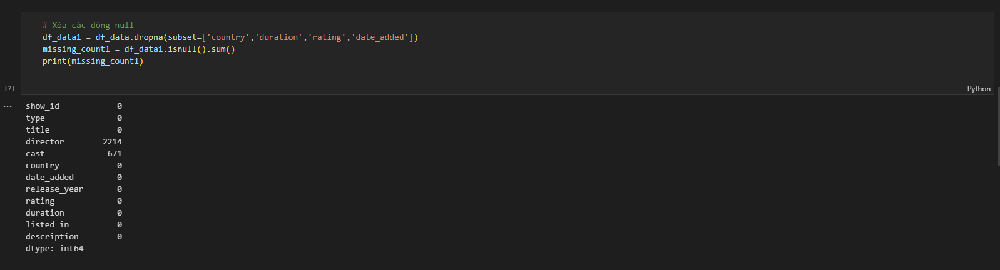 # Xóa các dòng null
df_data1 = df_data.dropna(subset=['country','duration','rating','date_added'])
missing_count1 = df_data1.isnull().sum()
print(missing_count1)
[7]
Python
show_id 0
type 0
title 0
director 2214
cast 671
country 0
date_added 0
release_year 0
rating 0
duration 0
listed_in 0
description 0
dtype: int64